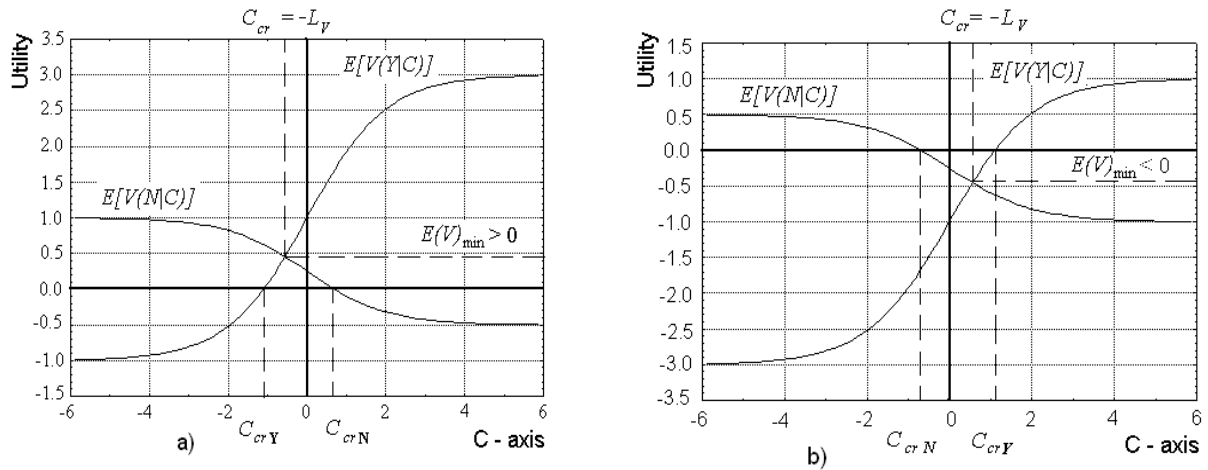 C_cr = -L_V
Utility
3.5
3.0
2.5
2.0
1.5
1.0
0.5
0.0
-0.5
-1.0
-1.5
E[V(Y|C)]
E[V(N|C)]
E(V)_min > 0
-6 -4 -2 0 2 4 6
C_cr Y C_cr N C - axis
a)
C_cr = -L_V
Utility
1.5
1.0
0.5
0.0
-0.5
-1.0
-1.5
-2.0
-2.5
-3.0
-3.5
E[V(Y|C)]
E[V(N|C)]
E(V)_min < 0
-6 -4 -2 0 2 4 6
C_cr N C_cr Y C - axis
b)